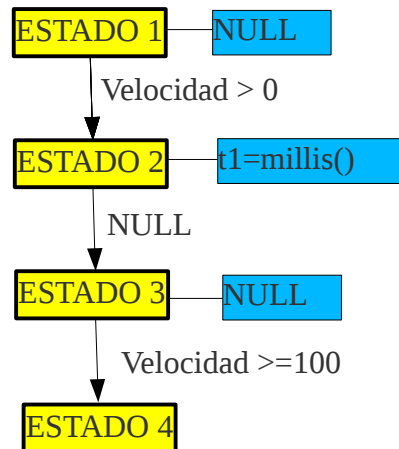 ESTADO 1
NULL
Velocidad > 0
ESTADO 2
t1=millis()
NULL
ESTADO 3
NULL
Velocidad >=100
ESTADO 4